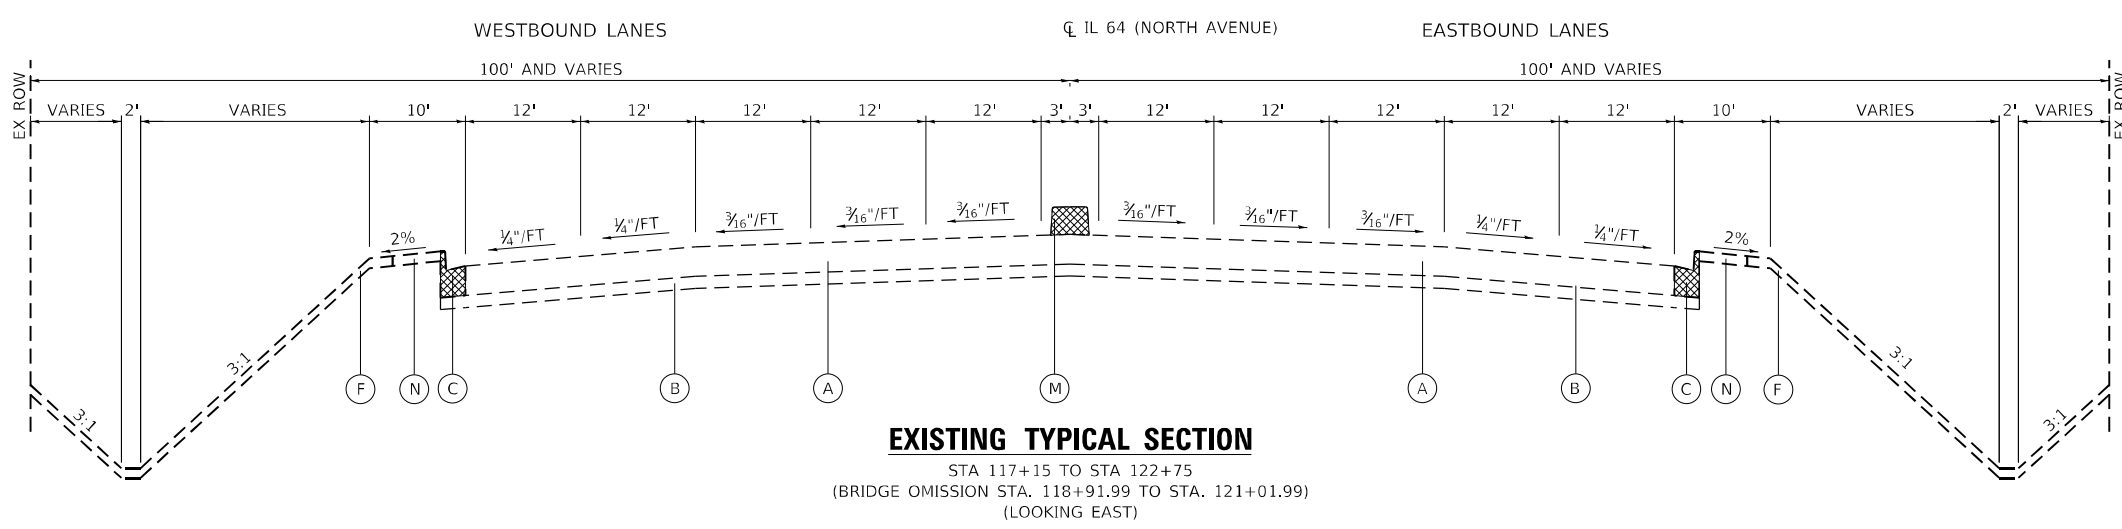 WESTBOUND LANES
℄ IL 64 (NORTH AVENUE)
EASTBOUND LANES
100' AND VARIES
100' AND VARIES
EX ROW
EX ROW
VARIES 2' VARIES 10' 12' 12' 12' 12' 12' 3' 3' 12' 12' 12' 12' 12' 10' VARIES 2' VARIES
2% 1/4"/FT 1/4"/FT 3/16"/FT 3/16"/FT 3/16"/FT 3/16"/FT 3/16"/FT 3/16"/FT 1/4"/FT 1/4"/FT 2%
3:1 3:1 3:1 3:1
F N C B A M A B C N F
EXISTING TYPICAL SECTION
STA 117+15 TO STA 122+75
(BRIDGE OMISSION STA. 118+91.99 TO STA. 121+01.99)
(LOOKING EAST)